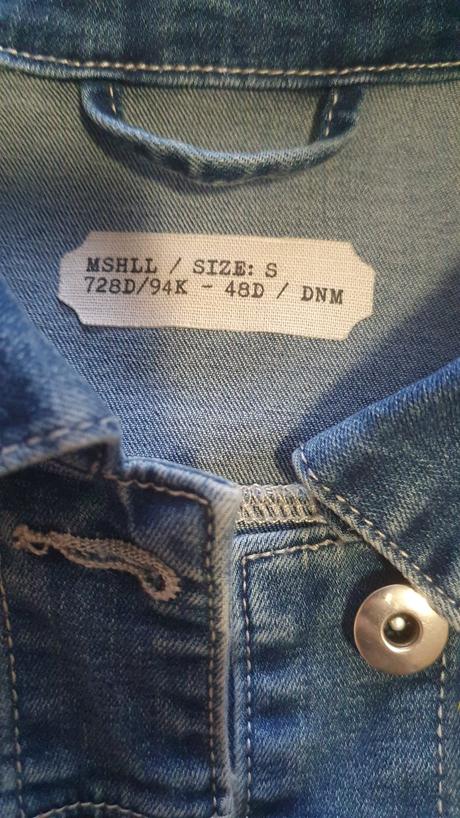 MSHLL / SIZE: S
728D/94K - 48D / DNM